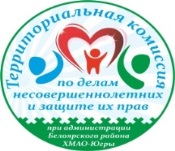 Территориальная комиссия
по делам
несовершеннолетних
и защите их прав
при администрации
Белоярского района
ХМАО-Югры